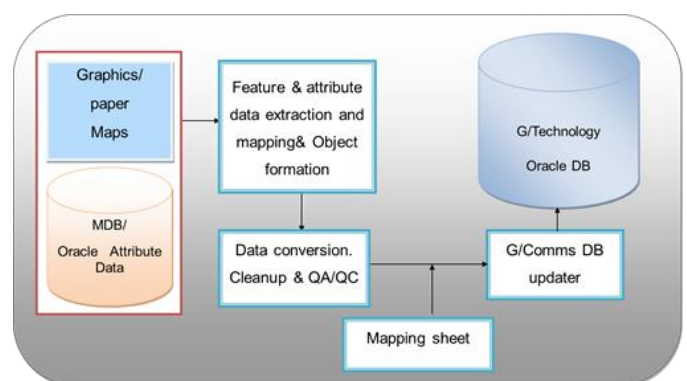 Graphics/
paper
Maps
MDB/
Oracle Attribute
Data
Feature & attribute
data extraction and
mapping& Object
formation
Data conversion.
Cleanup & QA/QC
Mapping sheet
G/Technology
Oracle DB
G/Comms DB
updater